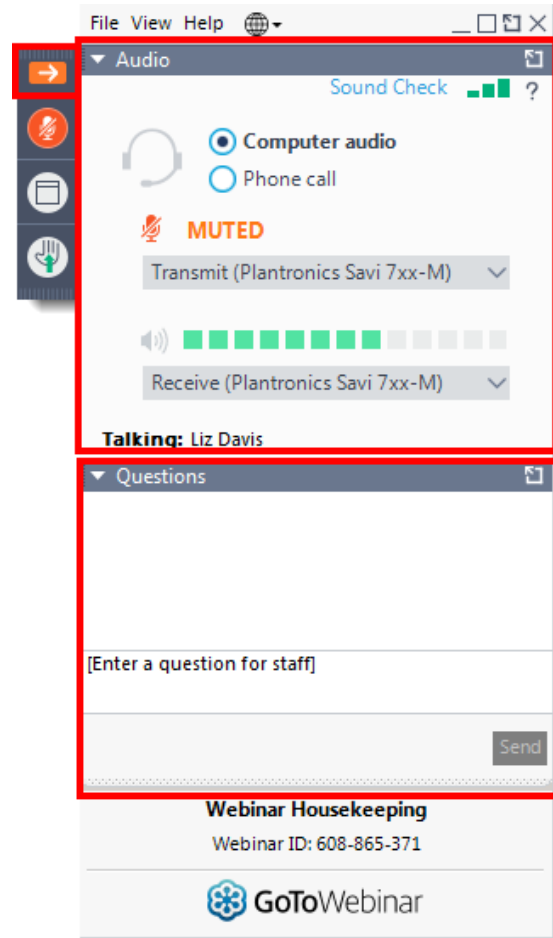 File View Help
Audio
Sound Check ?
Computer audio
Phone call
MUTED
Transmit (Plantronics Savi 7xx-M)
Receive (Plantronics Savi 7xx-M)
Talking: Liz Davis
Questions
[Enter a question for staff]
Send
Webinar Housekeeping
Webinar ID: 608-865-371
GoToWebinar